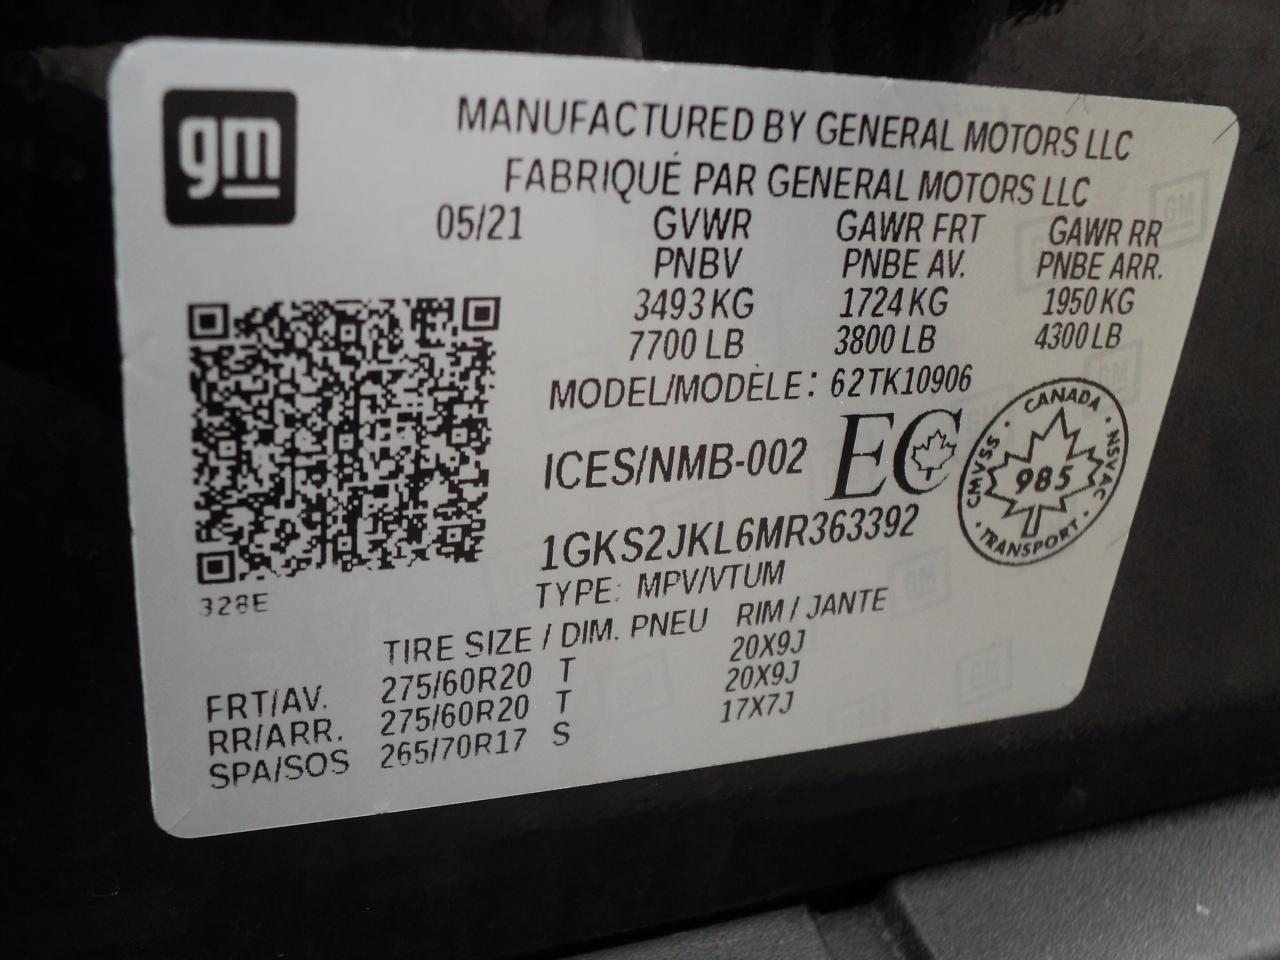 gm
MANUFACTURED BY GENERAL MOTORS LLC
FABRIQUÉ PAR GENERAL MOTORS LLC
05/21 GVWR GAWR FRT GAWR RR
PNBV PNBE AV. PNBE ARR.
3493 KG 1724 KG 1950 KG
7700 LB 3800 LB 4300 LB
MODEL/MODÈLE: 62TK10906
ICES/NMB-002 EC
CANADA
CMVSS 985 NSVAC
TRANSPORT
1GKS2JKL6MR363392
328E
TYPE: MPV/VTUM
TIRE SIZE / DIM. PNEU RIM / JANTE
FRT/AV. 275/60R20 T 20X9J
RR/ARR. 275/60R20 T 20X9J
SPA/SOS 265/70R17 S 17X7J